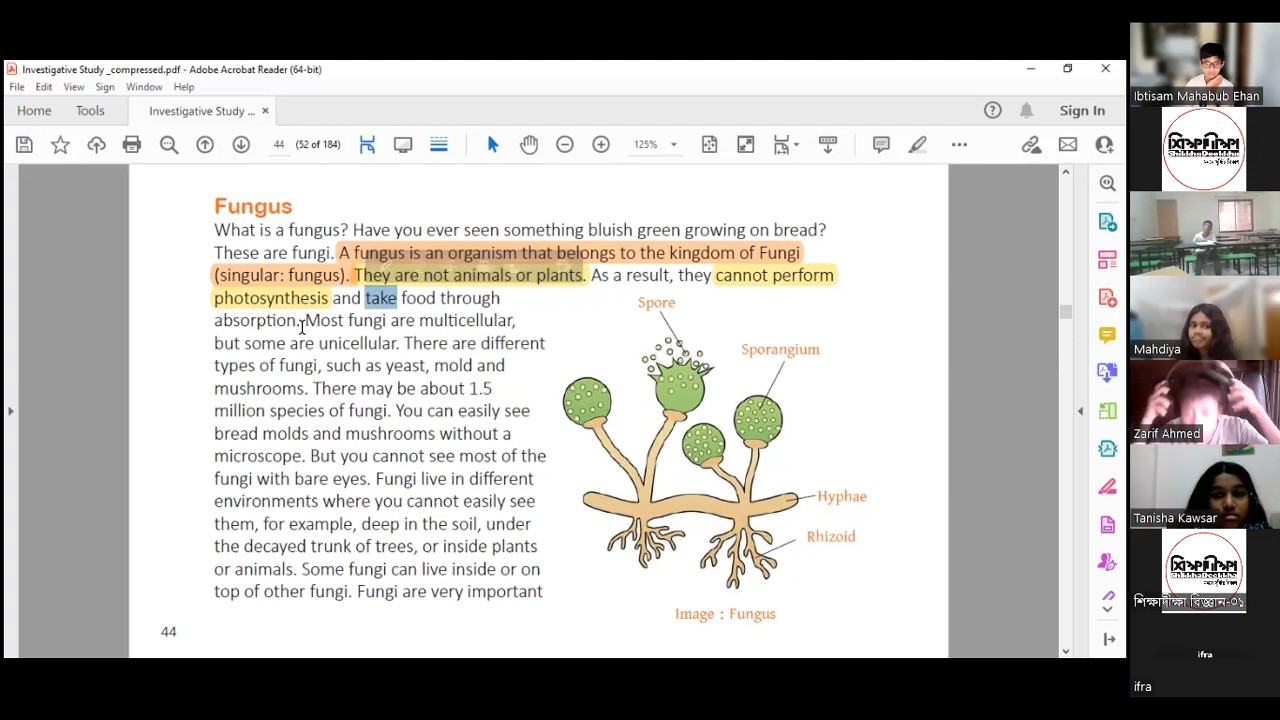 Investigative Study _compressed.pdf - Adobe Acrobat Reader (64-bit)
File Edit View Sign Window Help
Home Tools Investigative Study ... × Sign In
44 (52 of 184) 125%
Fungus
What is a fungus? Have you ever seen something bluish green growing on bread?
These are fungi. A fungus is an organism that belongs to the kingdom of Fungi
(singular: fungus). They are not animals or plants. As a result, they cannot perform
photosynthesis and take food through
absorption. Most fungi are multicellular,
but some are unicellular. There are different
types of fungi, such as yeast, mold and
mushrooms. There may be about 1.5
million species of fungi. You can easily see
bread molds and mushrooms without a
microscope. But you cannot see most of the
fungi with bare eyes. Fungi live in different
environments where you cannot easily see
them, for example, deep in the soil, under
the decayed trunk of trees, or inside plants
or animals. Some fungi can live inside or on
top of other fungi. Fungi are very important
Spore
Sporangium
Hyphae
Rhizoid
Image : Fungus
44
Ibtisam Mahabub Ehan
শিক্ষাদীক্ষা
ShikkhaDeekkha
Mahdiya
Zarif Ahmed
Tanisha Kawsar
শিক্ষাদীক্ষা
ShikkhaDeekkha
শিক্ষাদীক্ষা বিজ্ঞান-০১
ifra
ifra